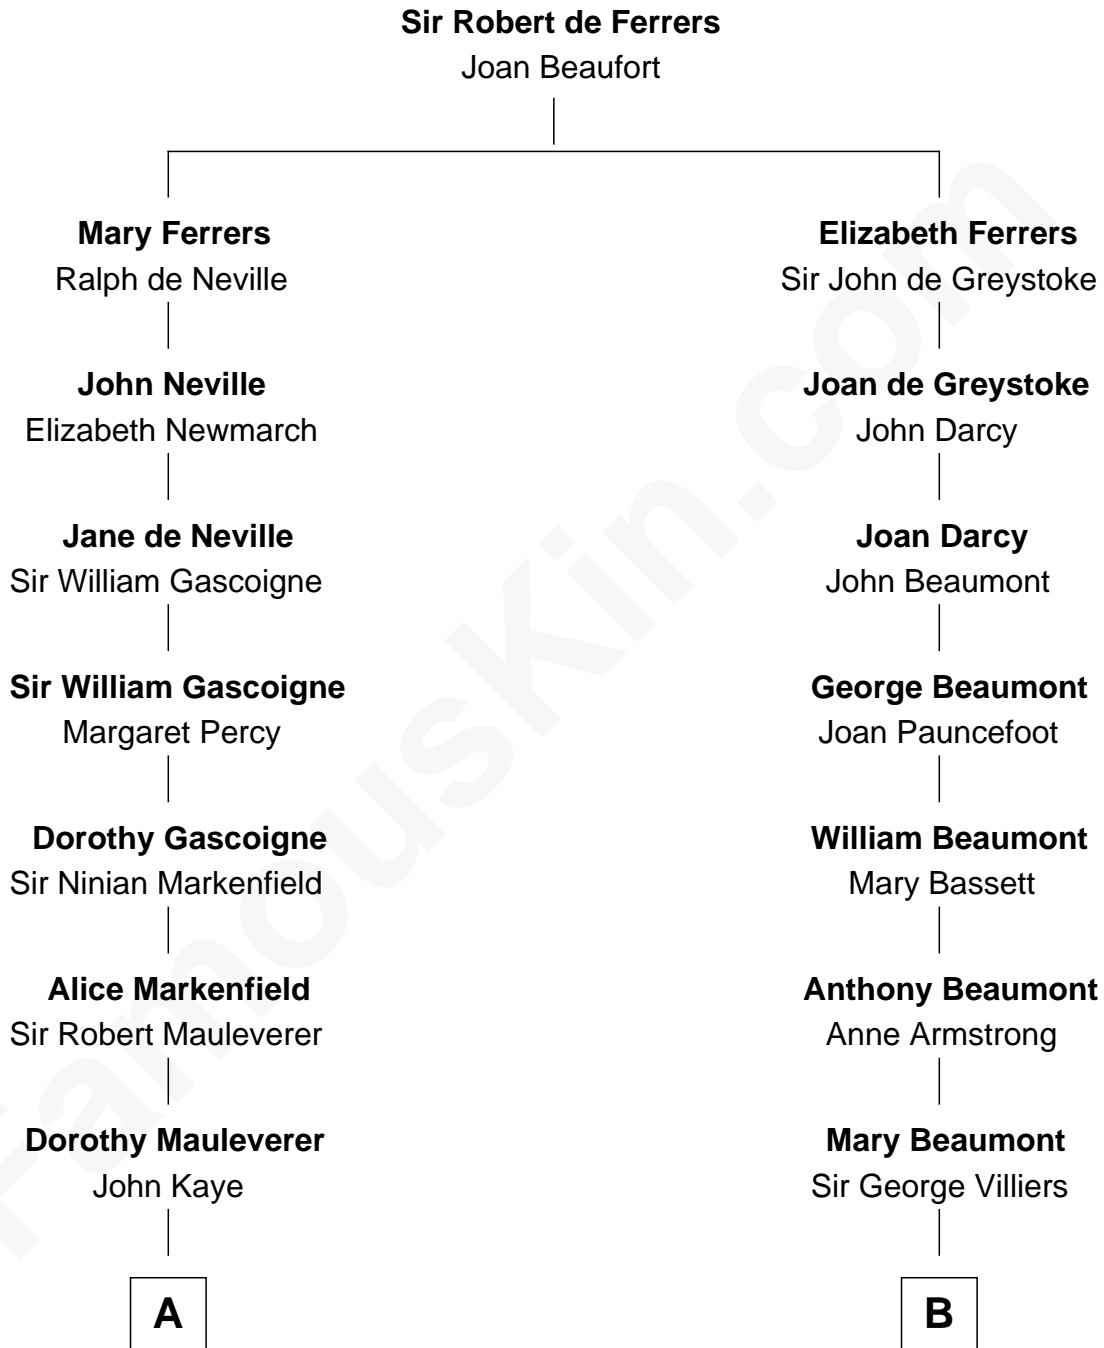 Sir Robert de Ferrers
Joan Beaufort
Mary Ferrers
Ralph de Neville
John Neville
Elizabeth Newmarch
Jane de Neville
Sir William Gascoigne
Sir William Gascoigne
Margaret Percy
Dorothy Gascoigne
Sir Ninian Markenfield
Alice Markenfield
Sir Robert Mauleverer
Dorothy Mauleverer
John Kaye
A
Elizabeth Ferrers
Sir John de Greystoke
Joan de Greystoke
John Darcy
Joan Darcy
John Beaumont
George Beaumont
Joan Pauncefoot
William Beaumont
Mary Bassett
Anthony Beaumont
Anne Armstrong
Mary Beaumont
Sir George Villiers
B
FamousKin.com